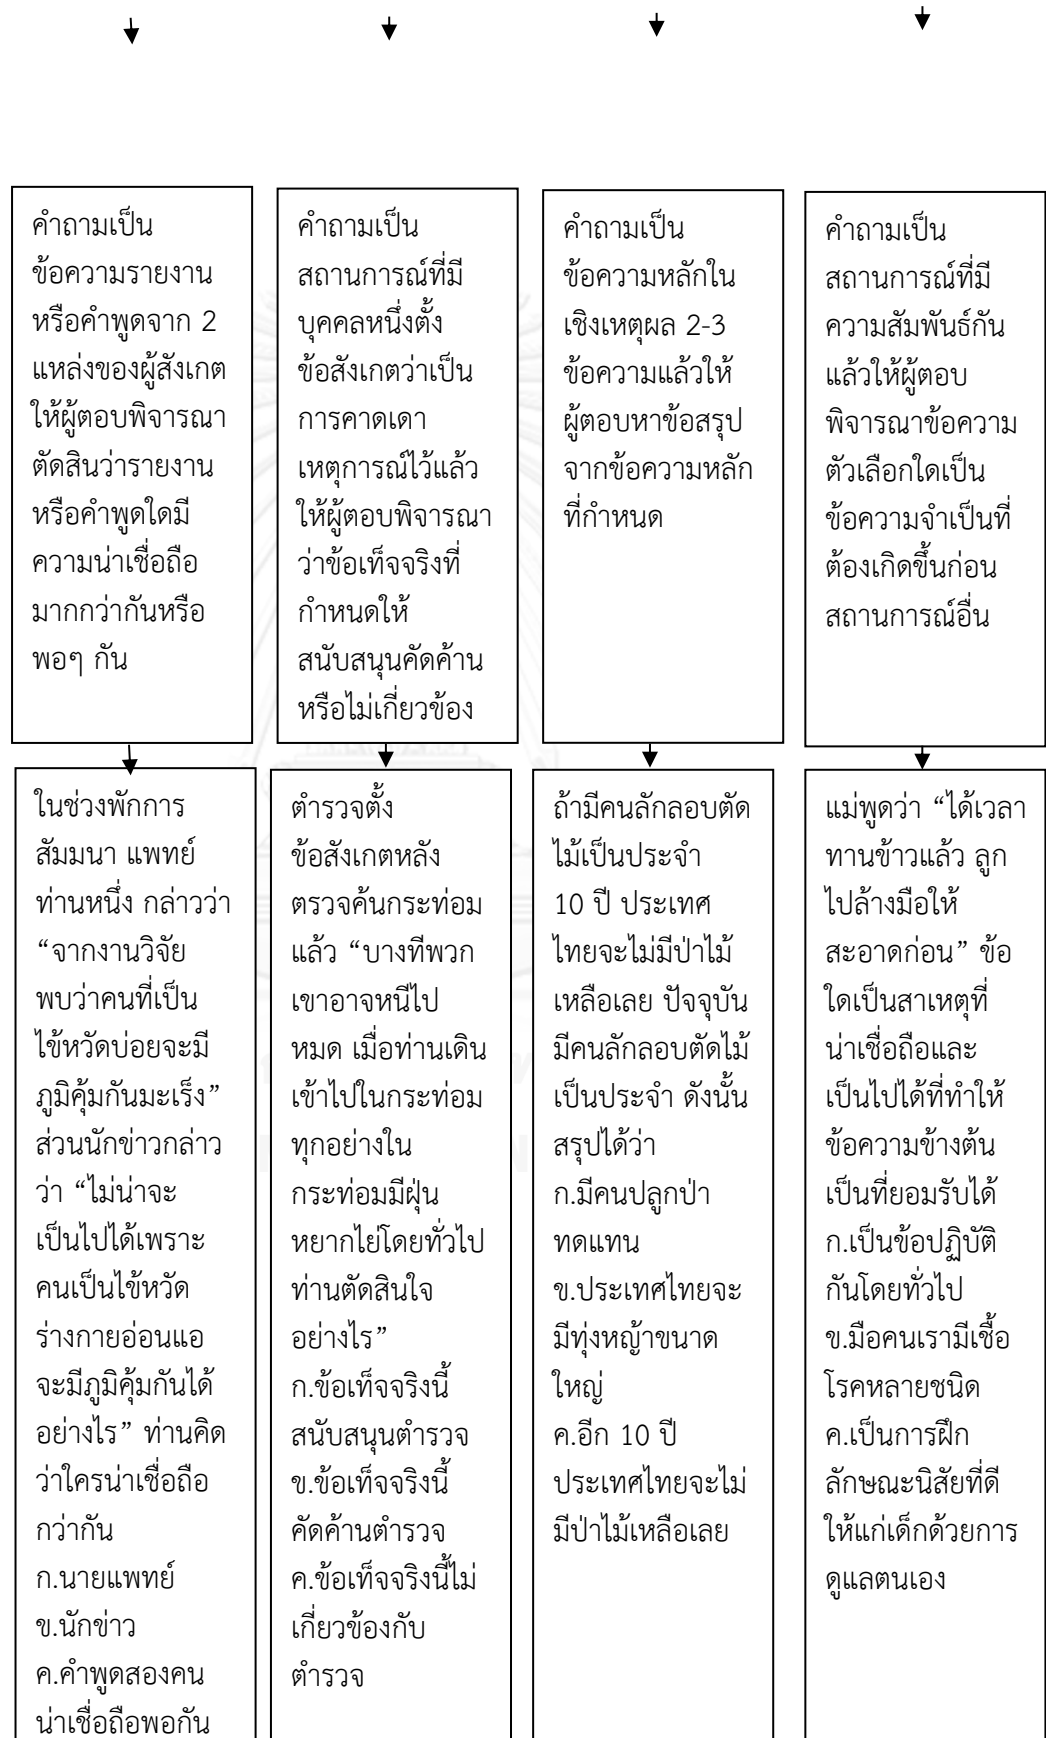 คำถามเป็น
ข้อความรายงาน
หรือคำพูดจาก 2
แหล่งของผู้สังเกต
ให้ผู้ตอบพิจารณา
ตัดสินว่ารายงาน
หรือคำพูดใดมี
ความน่าเชื่อถือ
มากกว่ากันหรือ
พอๆ กัน
คำถามเป็น
สถานการณ์ที่มี
บุคคลหนึ่งตั้ง
ข้อสังเกตว่าเป็น
การคาดเดา
เหตุการณ์ไว้แล้ว
ให้ผู้ตอบพิจารณา
ว่าข้อเท็จจริงที่
กำหนดให้
สนับสนุนคัดค้าน
หรือไม่เกี่ยวข้อง
คำถามเป็น
ข้อความหลักใน
เชิงเหตุผล 2-3
ข้อความแล้วให้
ผู้ตอบหาข้อสรุป
จากข้อความหลัก
ที่กำหนด
คำถามเป็น
สถานการณ์ที่มี
ความสัมพันธ์กัน
แล้วให้ผู้ตอบ
พิจารณาข้อความ
ตัวเลือกใดเป็น
ข้อความจำเป็นที่
ต้องเกิดขึ้นก่อน
สถานการณ์อื่น
ในช่วงพักการ
สัมมนา แพทย์
ท่านหนึ่ง กล่าวว่า
“จากงานวิจัย
พบว่าคนที่เป็น
ไข้หวัดบ่อยจะมี
ภูมิคุ้มกันมะเร็ง”
ส่วนนักข่าวกล่าว
ว่า “ไม่น่าจะ
เป็นไปได้เพราะ
คนเป็นไข้หวัด
ร่างกายอ่อนแอ
จะมีภูมิคุ้มกันได้
อย่างไร” ท่านคิด
ว่าใครน่าเชื่อถือ
กว่ากัน
ก.นายแพทย์
ข.นักข่าว
ค.คำพูดสองคน
น่าเชื่อถือพอกัน
ตำรวจตั้ง
ข้อสังเกตหลัง
ตรวจค้นกระท่อม
แล้ว “บางทีพวก
เขาอาจหนีไป
หมด เมื่อท่านเดิน
เข้าไปในกระท่อม
ทุกอย่างใน
กระท่อมมีฝุ่น
หยากไย่โดยทั่วไป
ท่านตัดสินใจ
อย่างไร”
ก.ข้อเท็จจริงนี้
สนับสนุนตำรวจ
ข.ข้อเท็จจริงนี้
คัดค้านตำรวจ
ค.ข้อเท็จจริงนี้ไม่
เกี่ยวข้องกับ
ตำรวจ
ถ้ามีคนลักลอบตัด
ไม้เป็นประจำ
10 ปี ประเทศ
ไทยจะไม่มีป่าไม้
เหลือเลย ปัจจุบัน
มีคนลักลอบตัดไม้
เป็นประจำ ดังนั้น
สรุปได้ว่า
ก.มีคนปลูกป่า
ทดแทน
ข.ประเทศไทยจะ
มีทุ่งหญ้าขนาด
ใหญ่
ค.อีก 10 ปี
ประเทศไทยจะไม่
มีป่าไม้เหลือเลย
แม่พูดว่า “ได้เวลา
ทานข้าวแล้ว ลูก
ไปล้างมือให้
สะอาดก่อน” ข้อ
ใดเป็นสาเหตุที่
น่าเชื่อถือและ
เป็นไปได้ที่ทำให้
ข้อความข้างต้น
เป็นที่ยอมรับได้
ก.เป็นข้อปฏิบัติ
กันโดยทั่วไป
ข.มือคนเรามีเชื้อ
โรคหลายชนิด
ค.เป็นการฝึก
ลักษณะนิสัยที่ดี
ให้แก่เด็กด้วยการ
ดูแลตนเอง